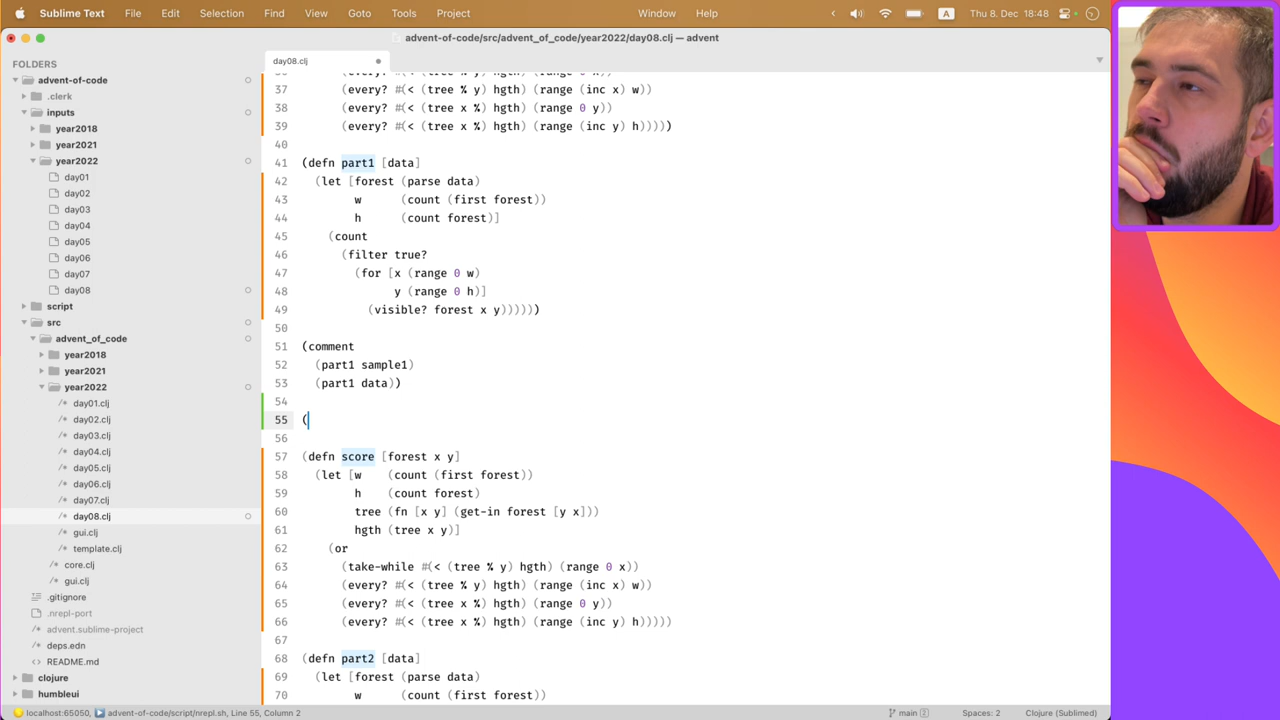 Sublime Text File Edit Selection Find View Goto Tools Project Window Help A Thu 8. Dec 18:48
advent-of-code/src/advent_of_code/year2022/day08.clj — advent
FOLDERS
advent-of-code
.clerk
inputs
year2018
year2021
year2022
day01
day02
day03
day04
day05
day06
day07
day08
script
src
advent_of_code
year2018
year2021
year2022
day01.clj
day02.clj
day03.clj
day04.clj
day05.clj
day06.clj
day07.clj
day08.clj
gui.clj
template.clj
core.clj
gui.clj
.gitignore
.nrepl-port
advent.sublime-project
deps.edn
README.md
clojure
humbleui
day08.clj
36 (every? #(< (tree % y) hgth) (range 0 x))
37 (every? #(< (tree % y) hgth) (range (inc x) w))
38 (every? #(< (tree x %) hgth) (range 0 y))
39 (every? #(< (tree x %) hgth) (range (inc y) h))))
40
41 (defn part1 [data]
42 (let [forest (parse data)
43 w (count (first forest))
44 h (count forest)]
45 (count
46 (filter true?
47 (for [x (range 0 w)
48 y (range 0 h)]
49 (visible? forest x y))))))
50
51 (comment
52 (part1 sample1)
53 (part1 data))
54
55 (
56
57 (defn score [forest x y]
58 (let [w (count (first forest))
59 h (count forest)
60 tree (fn [x y] (get-in forest [y x]))
61 hgth (tree x y)]
62 (or
63 (take-while #(< (tree % y) hgth) (range 0 x))
64 (every? #(< (tree % y) hgth) (range (inc x) w))
65 (every? #(< (tree x %) hgth) (range 0 y))
66 (every? #(< (tree x %) hgth) (range (inc y) h)))))
67
68 (defn part2 [data]
69 (let [forest (parse data)
70 w (count (first forest))
localhost:65050, advent-of-code/script/nrepl.sh, Line 55, Column 2 main 2 Spaces: 2 Clojure (Sublimed)